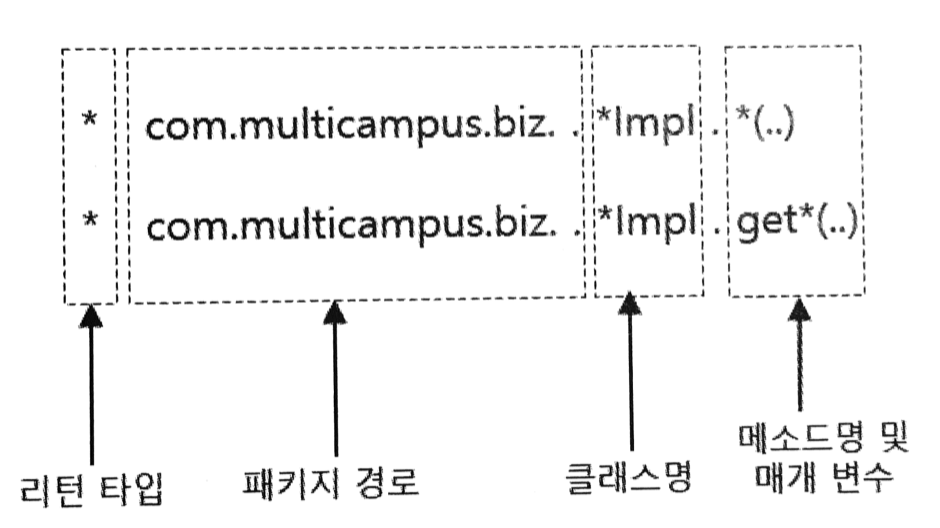 * com.multicampus.biz. . *Impl . *(..)
* com.multicampus.biz. . *Impl . get*(..)
리턴 타입 패키지 경로 클래스명 메소드명 및
매개 변수